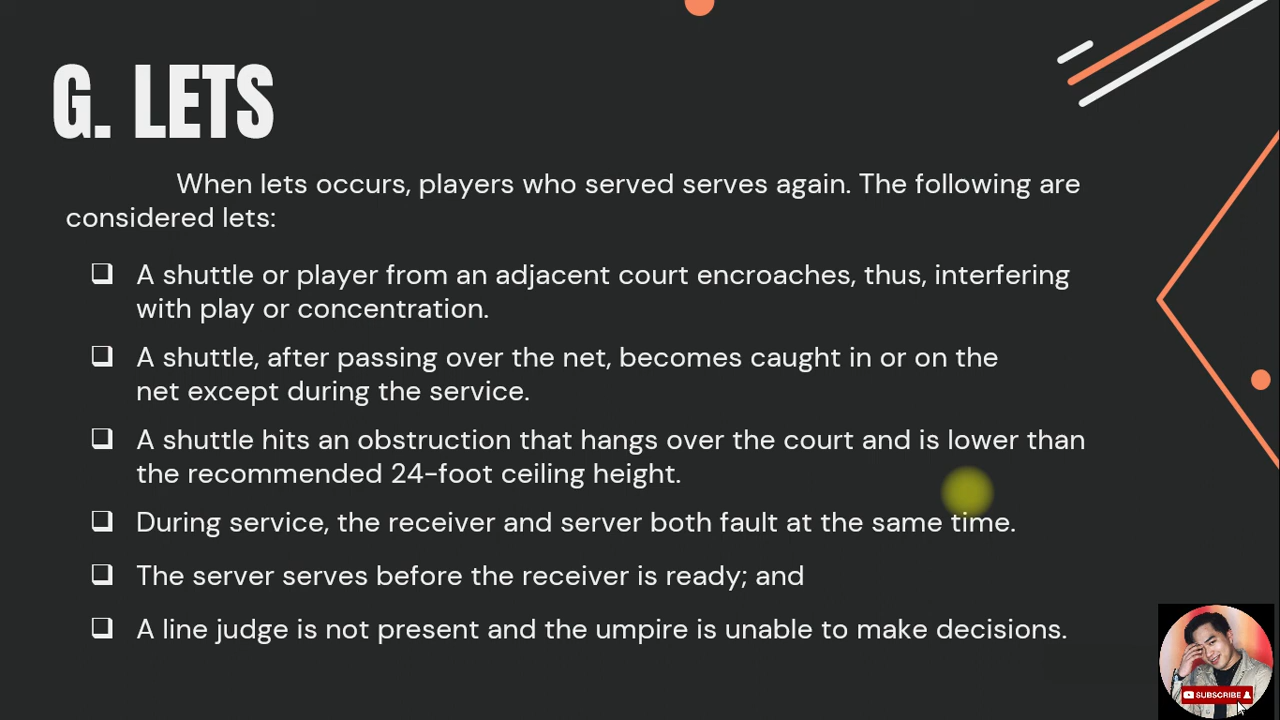 G. LETS
When lets occurs, players who served serves again. The following are
considered lets:
❑ A shuttle or player from an adjacent court encroaches, thus, interfering
with play or concentration.
❑ A shuttle, after passing over the net, becomes caught in or on the
net except during the service.
❑ A shuttle hits an obstruction that hangs over the court and is lower than
the recommended 24-foot ceiling height.
❑ During service, the receiver and server both fault at the same time.
❑ The server serves before the receiver is ready; and
❑ A line judge is not present and the umpire is unable to make decisions.
SUBSCRIBE